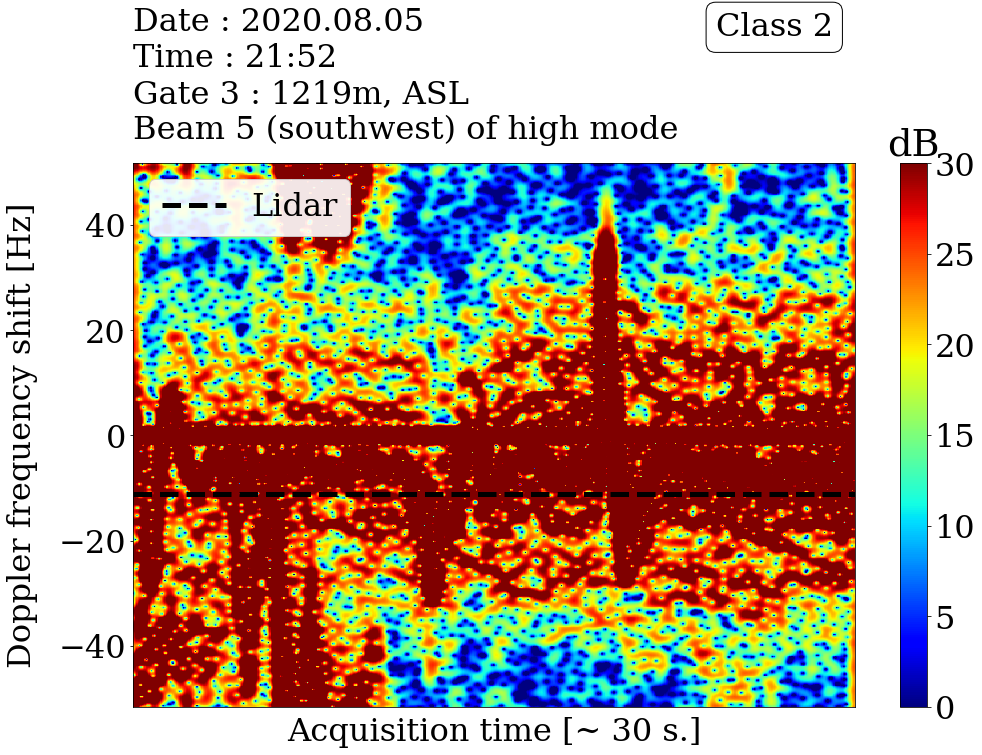 Date : 2020.08.05
Time : 21:52
Gate 3 : 1219m, ASL
Beam 5 (southwest) of high mode
Class 2
dB
Lidar
Doppler frequency shift [Hz]
40
20
0
−20
−40
30
25
20
15
10
5
0
Acquisition time [~ 30 s.]